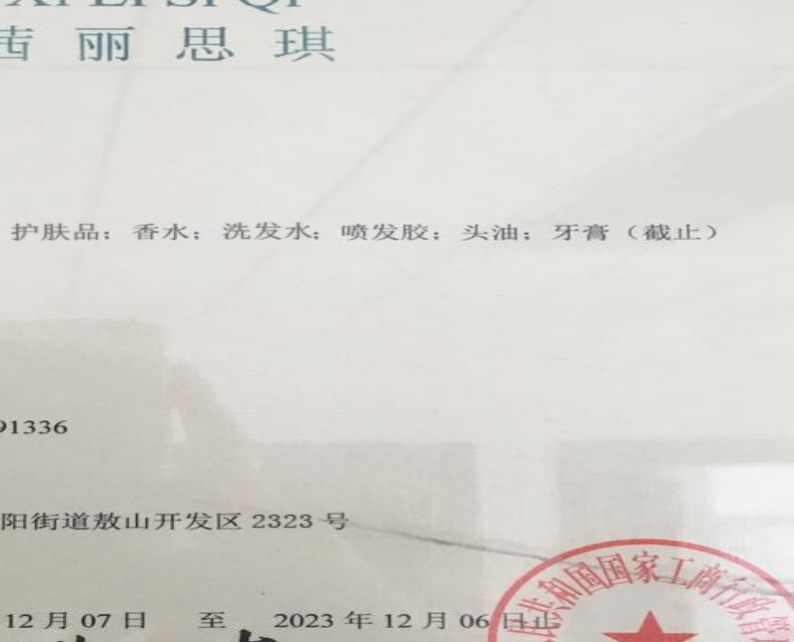 XI LI SI QI
茜丽思琪
护肤品；香水；洗发水；喷发胶；头油；牙膏（截止）
91336
阳街道敖山开发区 2323 号
12 月 07 日 至 2023 年 12 月 06 日止
民共和国国家工商行政管